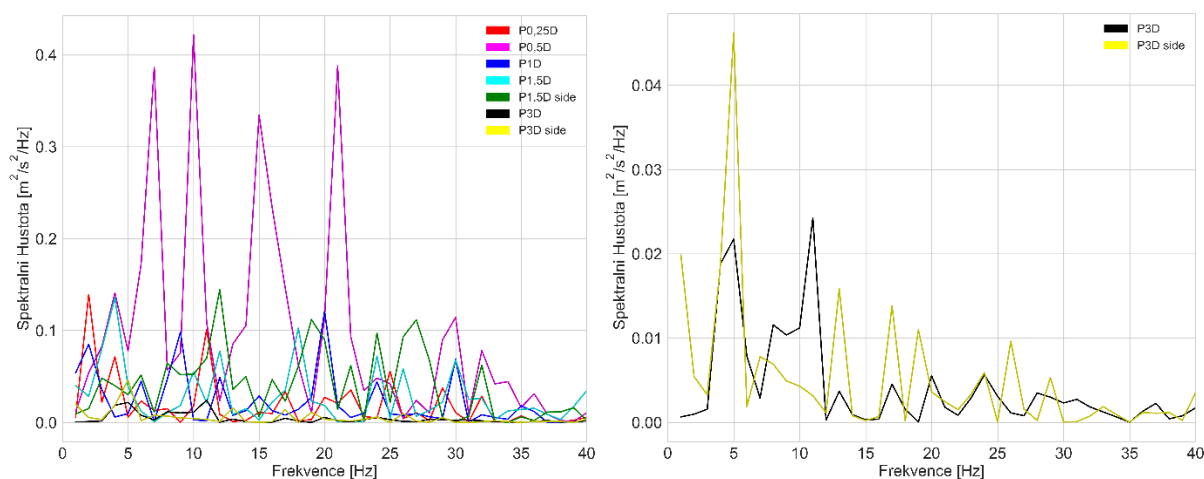 Spektralni Hustota [m²/s²/Hz]
0.4
0.3
0.2
0.1
0.0
0 5 10 15 20 25 30 35 40
Frekvence [Hz]
P0,25D
P0,5D
P1D
P1,5D
P1,5D side
P3D
P3D side
Spektralni Hustota [m²/s²/Hz]
0.04
0.03
0.02
0.01
0.00
0 5 10 15 20 25 30 35 40
Frekvence [Hz]
P3D
P3D side